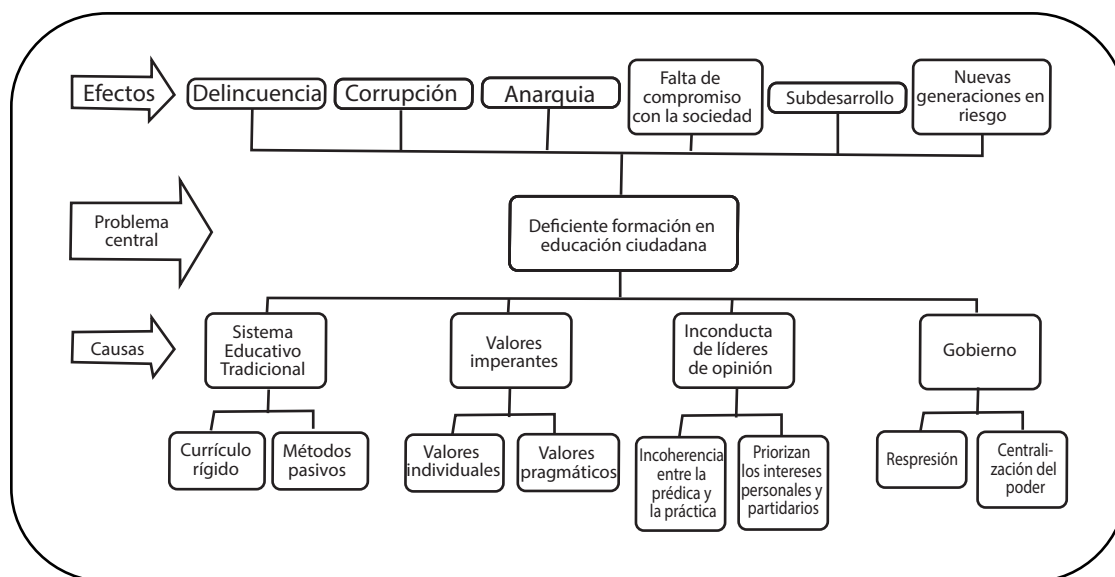 Efectos
Delincuencia
Corrupción
Anarquia
Falta de
compromiso
con la sociedad
Subdesarrollo
Nuevas
generaciones en
riesgo
Problema
central
Deficiente formación en
educación ciudadana
Causas
Sistema
Educativo
Tradicional
Valores
imperantes
Inconducta
de líderes
de opinión
Gobierno
Currículo
rígido
Métodos
pasivos
Valores
individuales
Valores
pragmáticos
Incoherencia
entre la
prédica y
la práctica
Priorizan
los intereses
personales y
partidarios
Respresión
Centrali-
zación del
poder